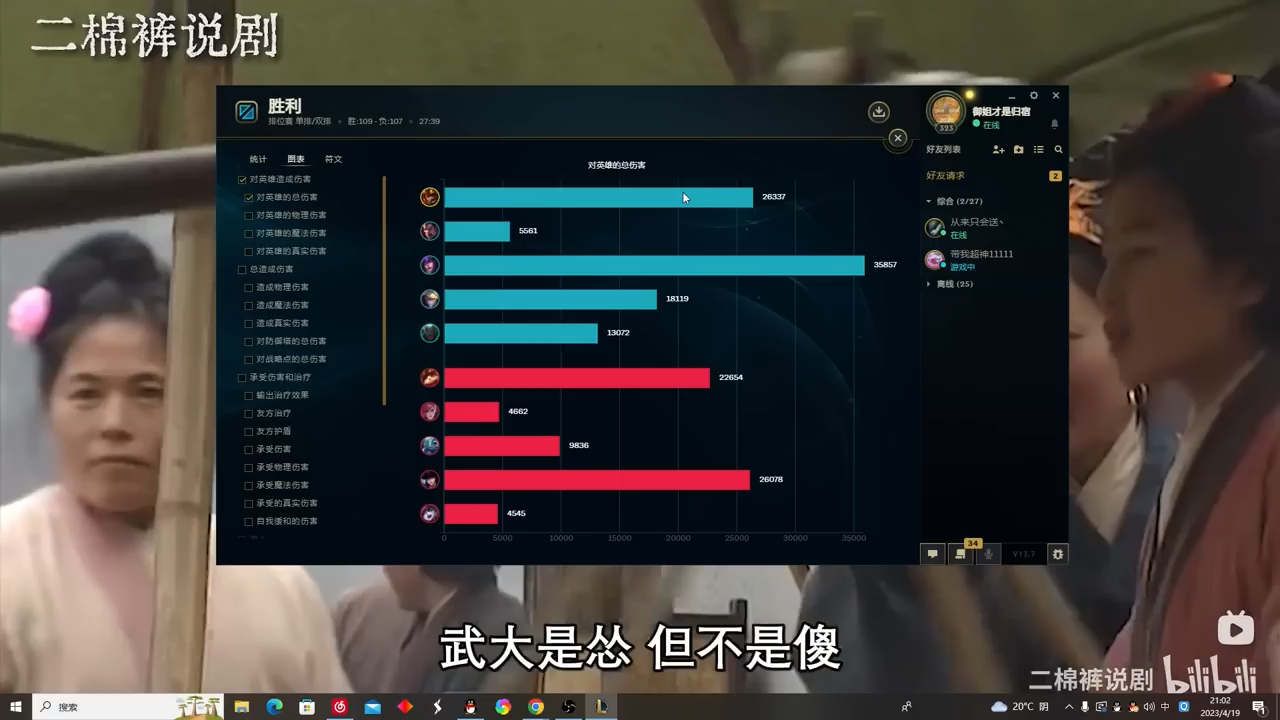 二棉裤说剧
胜利
排位赛 单排/双排 • 胜:109 - 负:107 • 27:39
323
御姐才是归宿
在线
好友列表
好友请求
2
综合 (2/27)
从来只会送丶
在线
带我超神11111
游戏中
离线 (25)
统计 图表 符文
对英雄造成伤害
对英雄的总伤害
对英雄的物理伤害
对英雄的魔法伤害
对英雄的真实伤害
总造成伤害
造成物理伤害
造成魔法伤害
造成真实伤害
对防御塔的总伤害
对战略点的总伤害
承受伤害和治疗
输出治疗效果
友方治疗
友方护盾
承受伤害
承受物理伤害
承受魔法伤害
承受的真实伤害
自我缓和的伤害
对英雄的总伤害
26337
5561
35857
18119
13072
22654
4662
9836
26078
4545
0 5000 10000 15000 20000 25000 30000 35000
34
V13.7
武大是怂 但不是傻
二棉裤说剧 bilibili
搜索
20°C 阴
中
21:02
2023/4/19